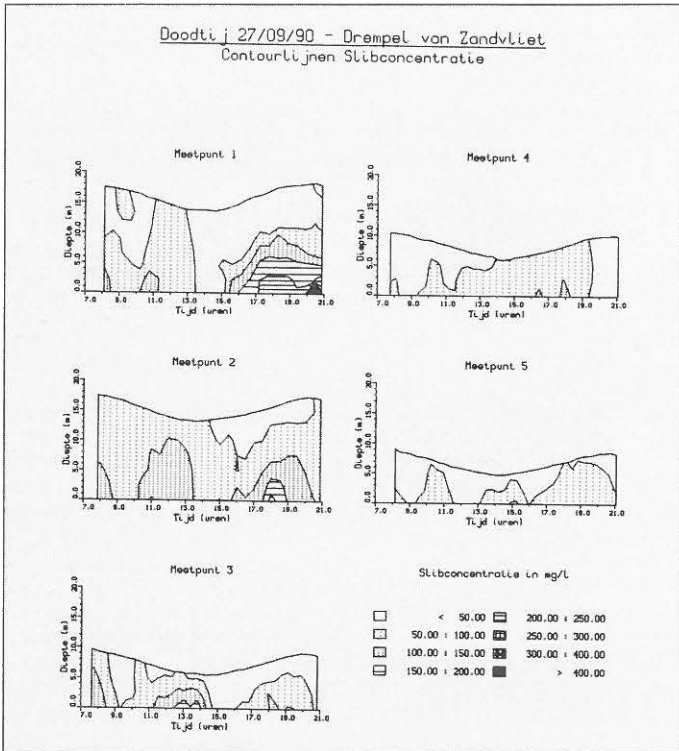 Doodtij 27/09/90 - Drempel van Zandvliet
Contourlijnen Slibconcentratie
Meetpunt 1
Diepte (m)
0.0 5.0 10.0 15.0 20.0
7.0 9.0 11.0 13.0 15.0 17.0 19.0 21.0
Tijd (uren)
Meetpunt 4
Diepte (m)
0.0 5.0 10.0 15.0 20.0
7.0 9.0 11.0 13.0 15.0 17.0 19.0 21.0
Tijd (uren)
Meetpunt 2
Diepte (m)
0.0 5.0 10.0 15.0 20.0
7.0 9.0 11.0 13.0 15.0 17.0 19.0 21.0
Tijd (uren)
Meetpunt 5
Diepte (m)
0.0 5.0 10.0 15.0 20.0
7.0 9.0 11.0 13.0 15.0 17.0 19.0 21.0
Tijd (uren)
Meetpunt 3
Diepte (m)
0.0 5.0 10.0 15.0 20.0
7.0 9.0 11.0 13.0 15.0 17.0 19.0 21.0
Tijd (uren)
Slibconcentratie in mg/l
< 50.00
50.00 : 100.00
100.00 : 150.00
150.00 : 200.00
200.00 : 250.00
250.00 : 300.00
300.00 : 400.00
> 400.00